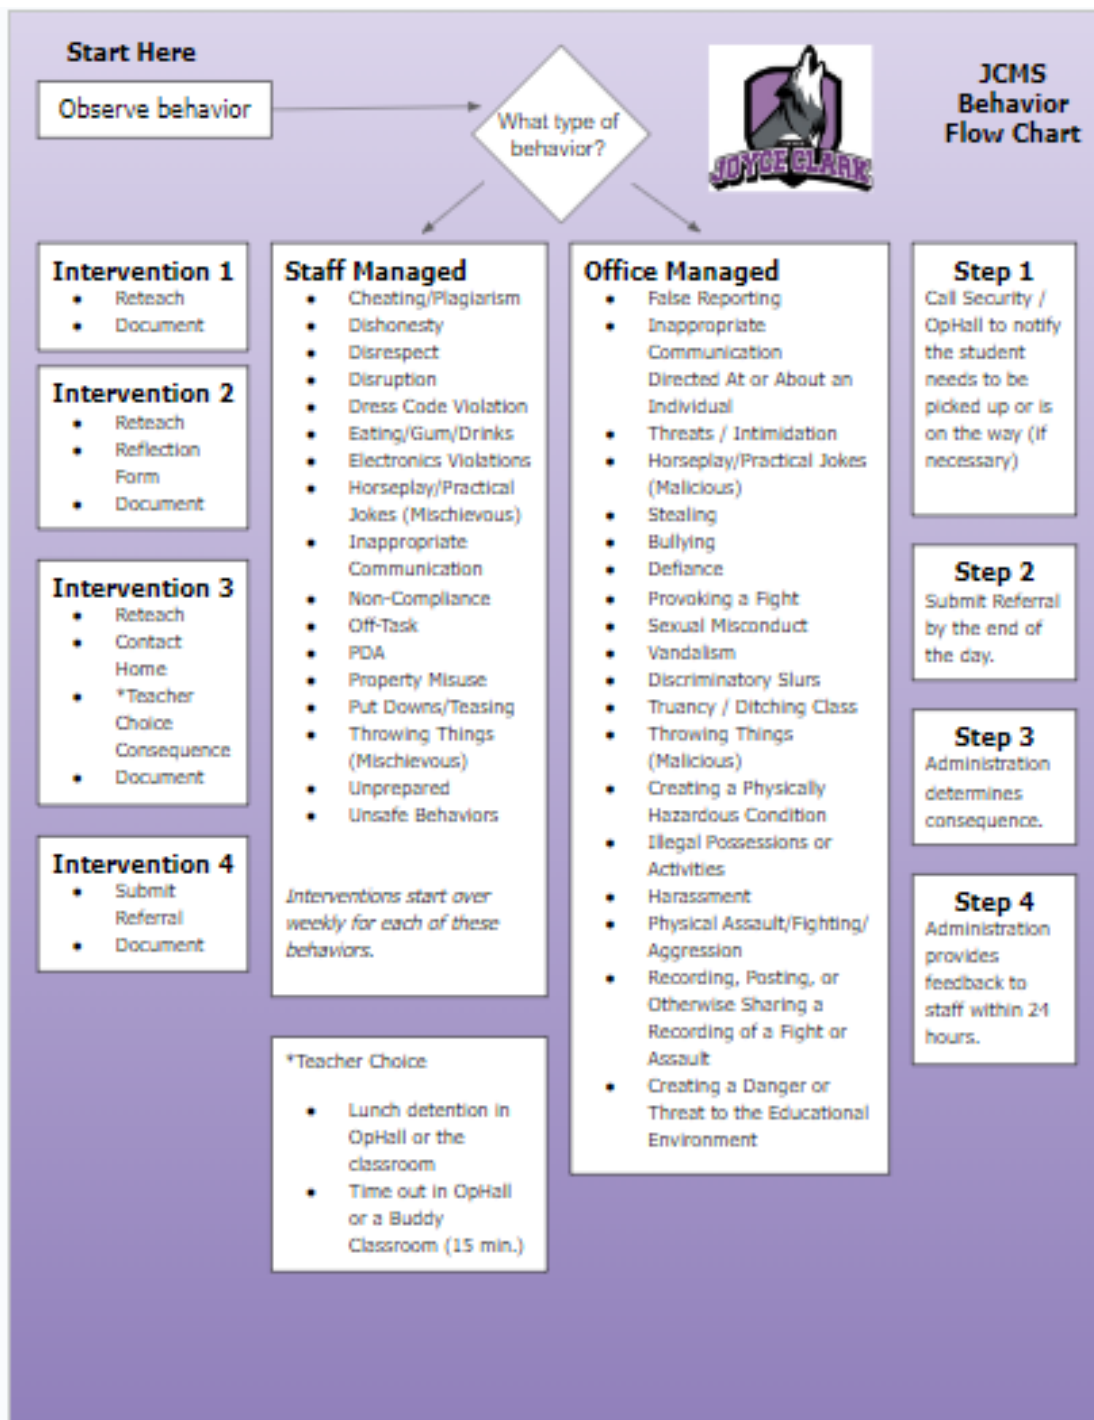 Start Here
Observe behavior
What type of
behavior?
JOYCE CLARK
JCMS
Behavior
Flow Chart
Intervention 1
• Reteach
• Document
Intervention 2
• Reteach
• Reflection
Form
• Document
Intervention 3
• Reteach
• Contact
Home
• *Teacher
Choice
Consequence
• Document
Intervention 4
• Submit
Referral
• Document
Staff Managed
• Cheating/Plagiarism
• Dishonesty
• Disrespect
• Disruption
• Dress Code Violation
• Eating/Gum/Drinks
• Electronics Violations
• Horseplay/Practical
Jokes (Mischievous)
• Inappropriate
Communication
• Non-Compliance
• Off-Task
• PDA
• Property Misuse
• Put Downs/Teasing
• Throwing Things
(Mischievous)
• Unprepared
• Unsafe Behaviors
Interventions start over
weekly for each of these
behaviors.
*Teacher Choice
• Lunch detention in
OpHall or the
classroom
• Time out in OpHall
or a Buddy
Classroom (15 min.)
Office Managed
• False Reporting
• Inappropriate
Communication
Directed At or About an
Individual
• Threats / Intimidation
• Horseplay/Practical Jokes
(Malicious)
• Stealing
• Bullying
• Defiance
• Provoking a Fight
• Sexual Misconduct
• Vandalism
• Discriminatory Slurs
• Truancy / Ditching Class
• Throwing Things
(Malicious)
• Creating a Physically
Hazardous Condition
• Illegal Possessions or
Activities
• Harassment
• Physical Assault/Fighting/
Aggression
• Recording, Posting, or
Otherwise Sharing a
Recording of a Fight or
Assault
• Creating a Danger or
Threat to the Educational
Environment
Step 1
Call Security /
OpHall to notify
the student
needs to be
picked up or is
on the way (if
necessary)
Step 2
Submit Referral
by the end of
the day.
Step 3
Administration
determines
consequence.
Step 4
Administration
provides
feedback to
staff within 24
hours.